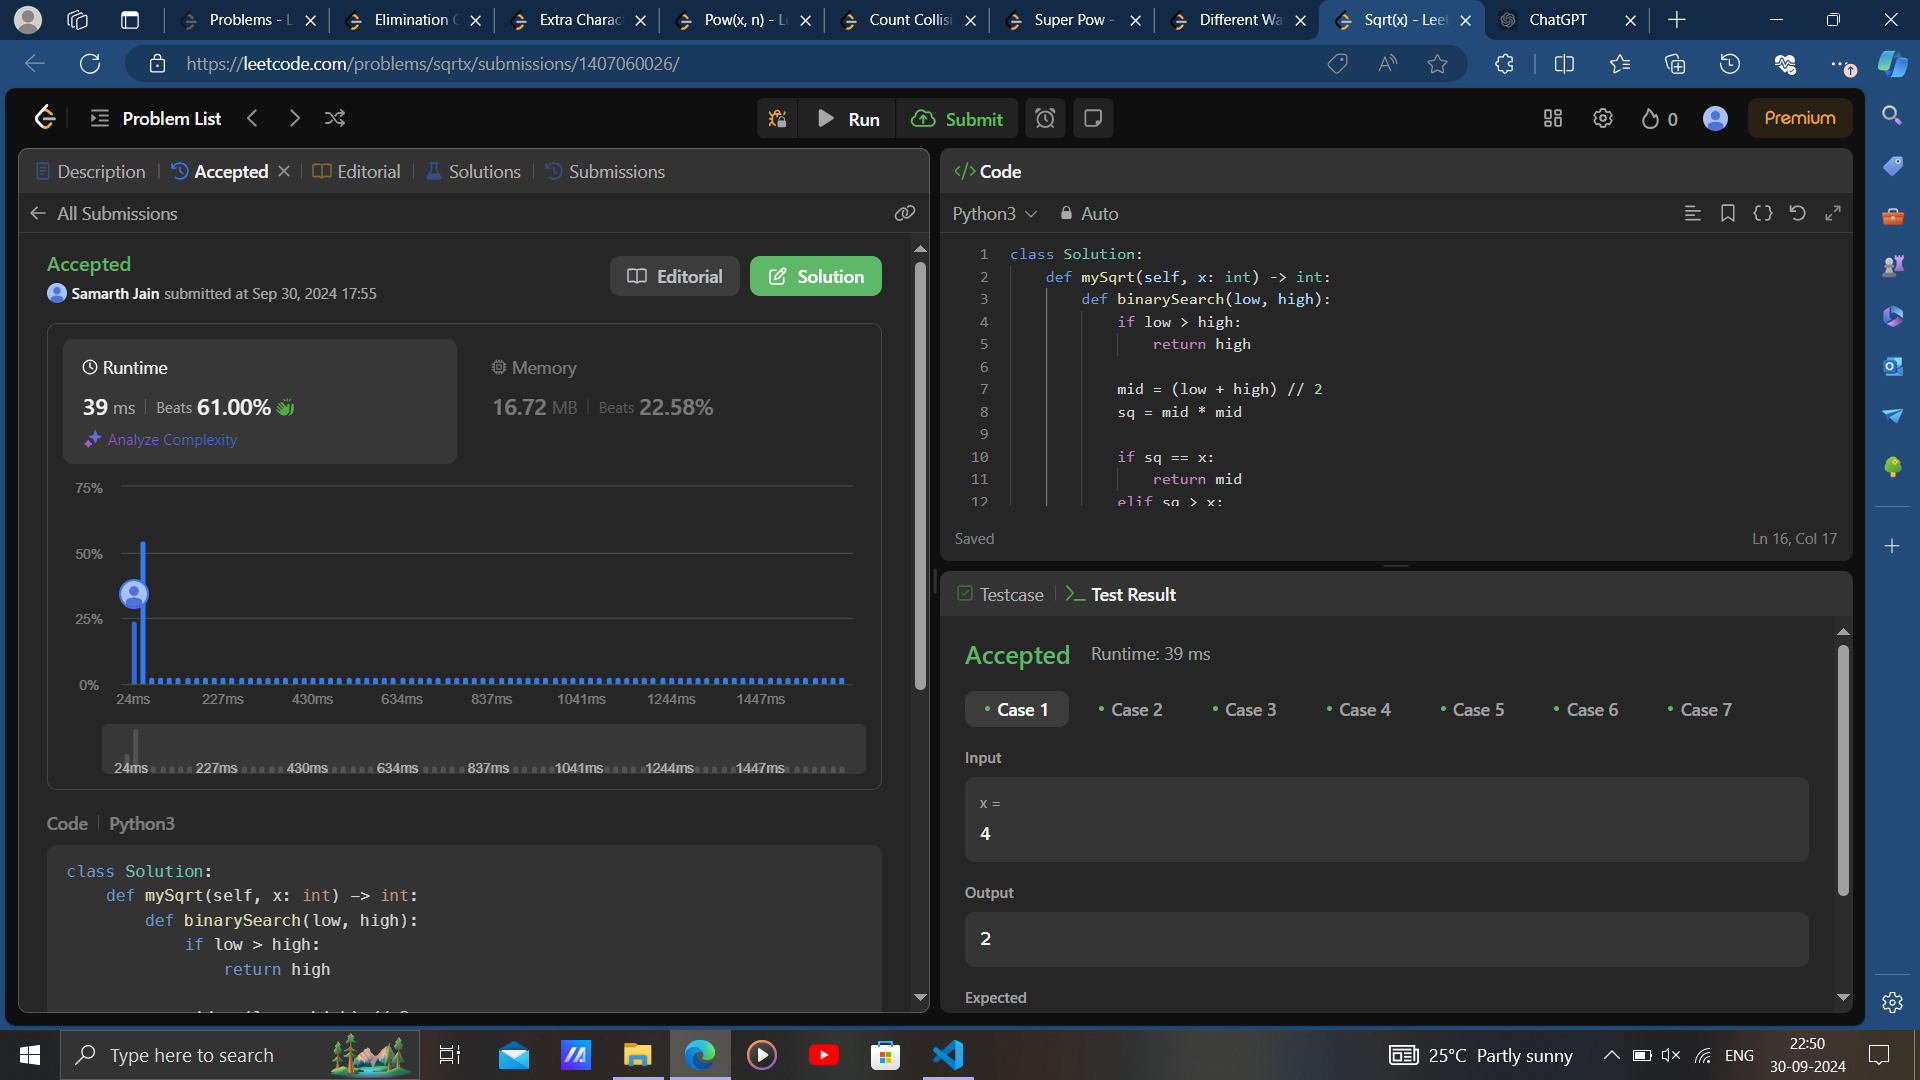 Problems - L
Elimination G
Extra Charac
Pow(x, n) - Le
Count Collisi
Super Pow -
Different Wa
Sqrt(x) - Leet
ChatGPT
https://leetcode.com/problems/sqrtx/submissions/1407060026/
Problem List
Run
Submit
0
Premium
Description
Accepted
Editorial
Solutions
Submissions
All Submissions
Accepted
Samarth Jain submitted at Sep 30, 2024 17:55
Editorial
Solution
Runtime
39 ms
Beats 61.00%
Analyze Complexity
Memory
16.72 MB
Beats 22.58%
75%
50%
25%
0%
24ms 227ms 430ms 634ms 837ms 1041ms 1244ms 1447ms
24ms 227ms 430ms 634ms 837ms 1041ms 1244ms 1447ms
Code
Python3
class Solution:
def mySqrt(self, x: int) -> int:
def binarySearch(low, high):
if low > high:
return high
</> Code
Python3
Auto
1 class Solution:
2 def mySqrt(self, x: int) -> int:
3 def binarySearch(low, high):
4 if low > high:
5 return high
6
7 mid = (low + high) // 2
8 sq = mid * mid
9
10 if sq == x:
11 return mid
12 elif sq > x:
Saved
Ln 16, Col 17
Testcase
Test Result
Accepted
Runtime: 39 ms
Case 1
Case 2
Case 3
Case 4
Case 5
Case 6
Case 7
Input
x =
4
Output
2
Expected
Type here to search
25°C Partly sunny
ENG
22:50
30-09-2024